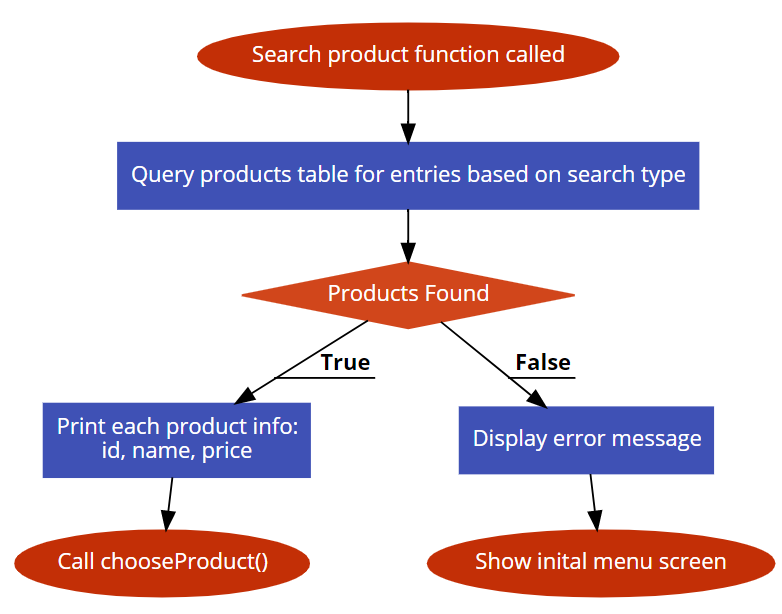 Search product function called
Query products table for entries based on search type
Products Found
True
False
Print each product info:
id, name, price
Display error message
Call chooseProduct()
Show inital menu screen